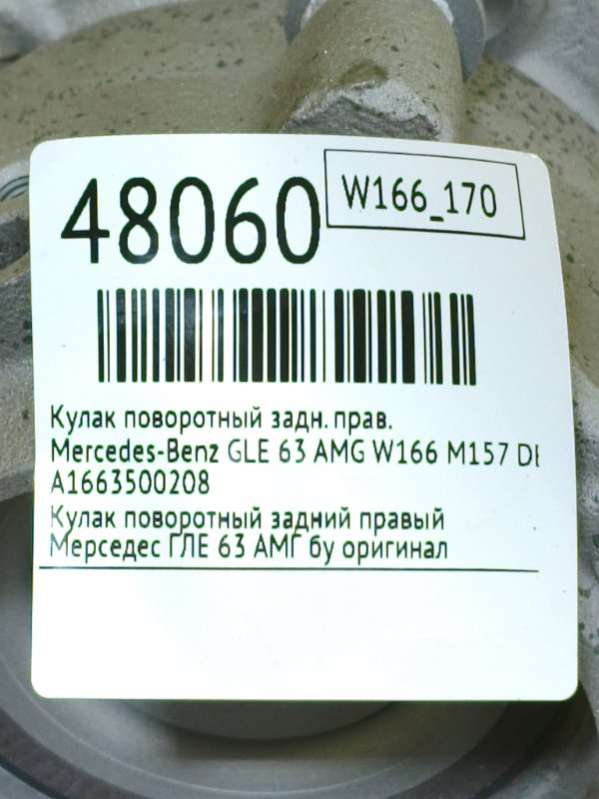 48060
W166_170
Кулак поворотный задн. прав.
Mercedes-Benz GLE 63 AMG W166 M157
A1663500208
Кулак поворотный задний правый
Мерседес ГЛЕ 63 АМГ бу оригинал